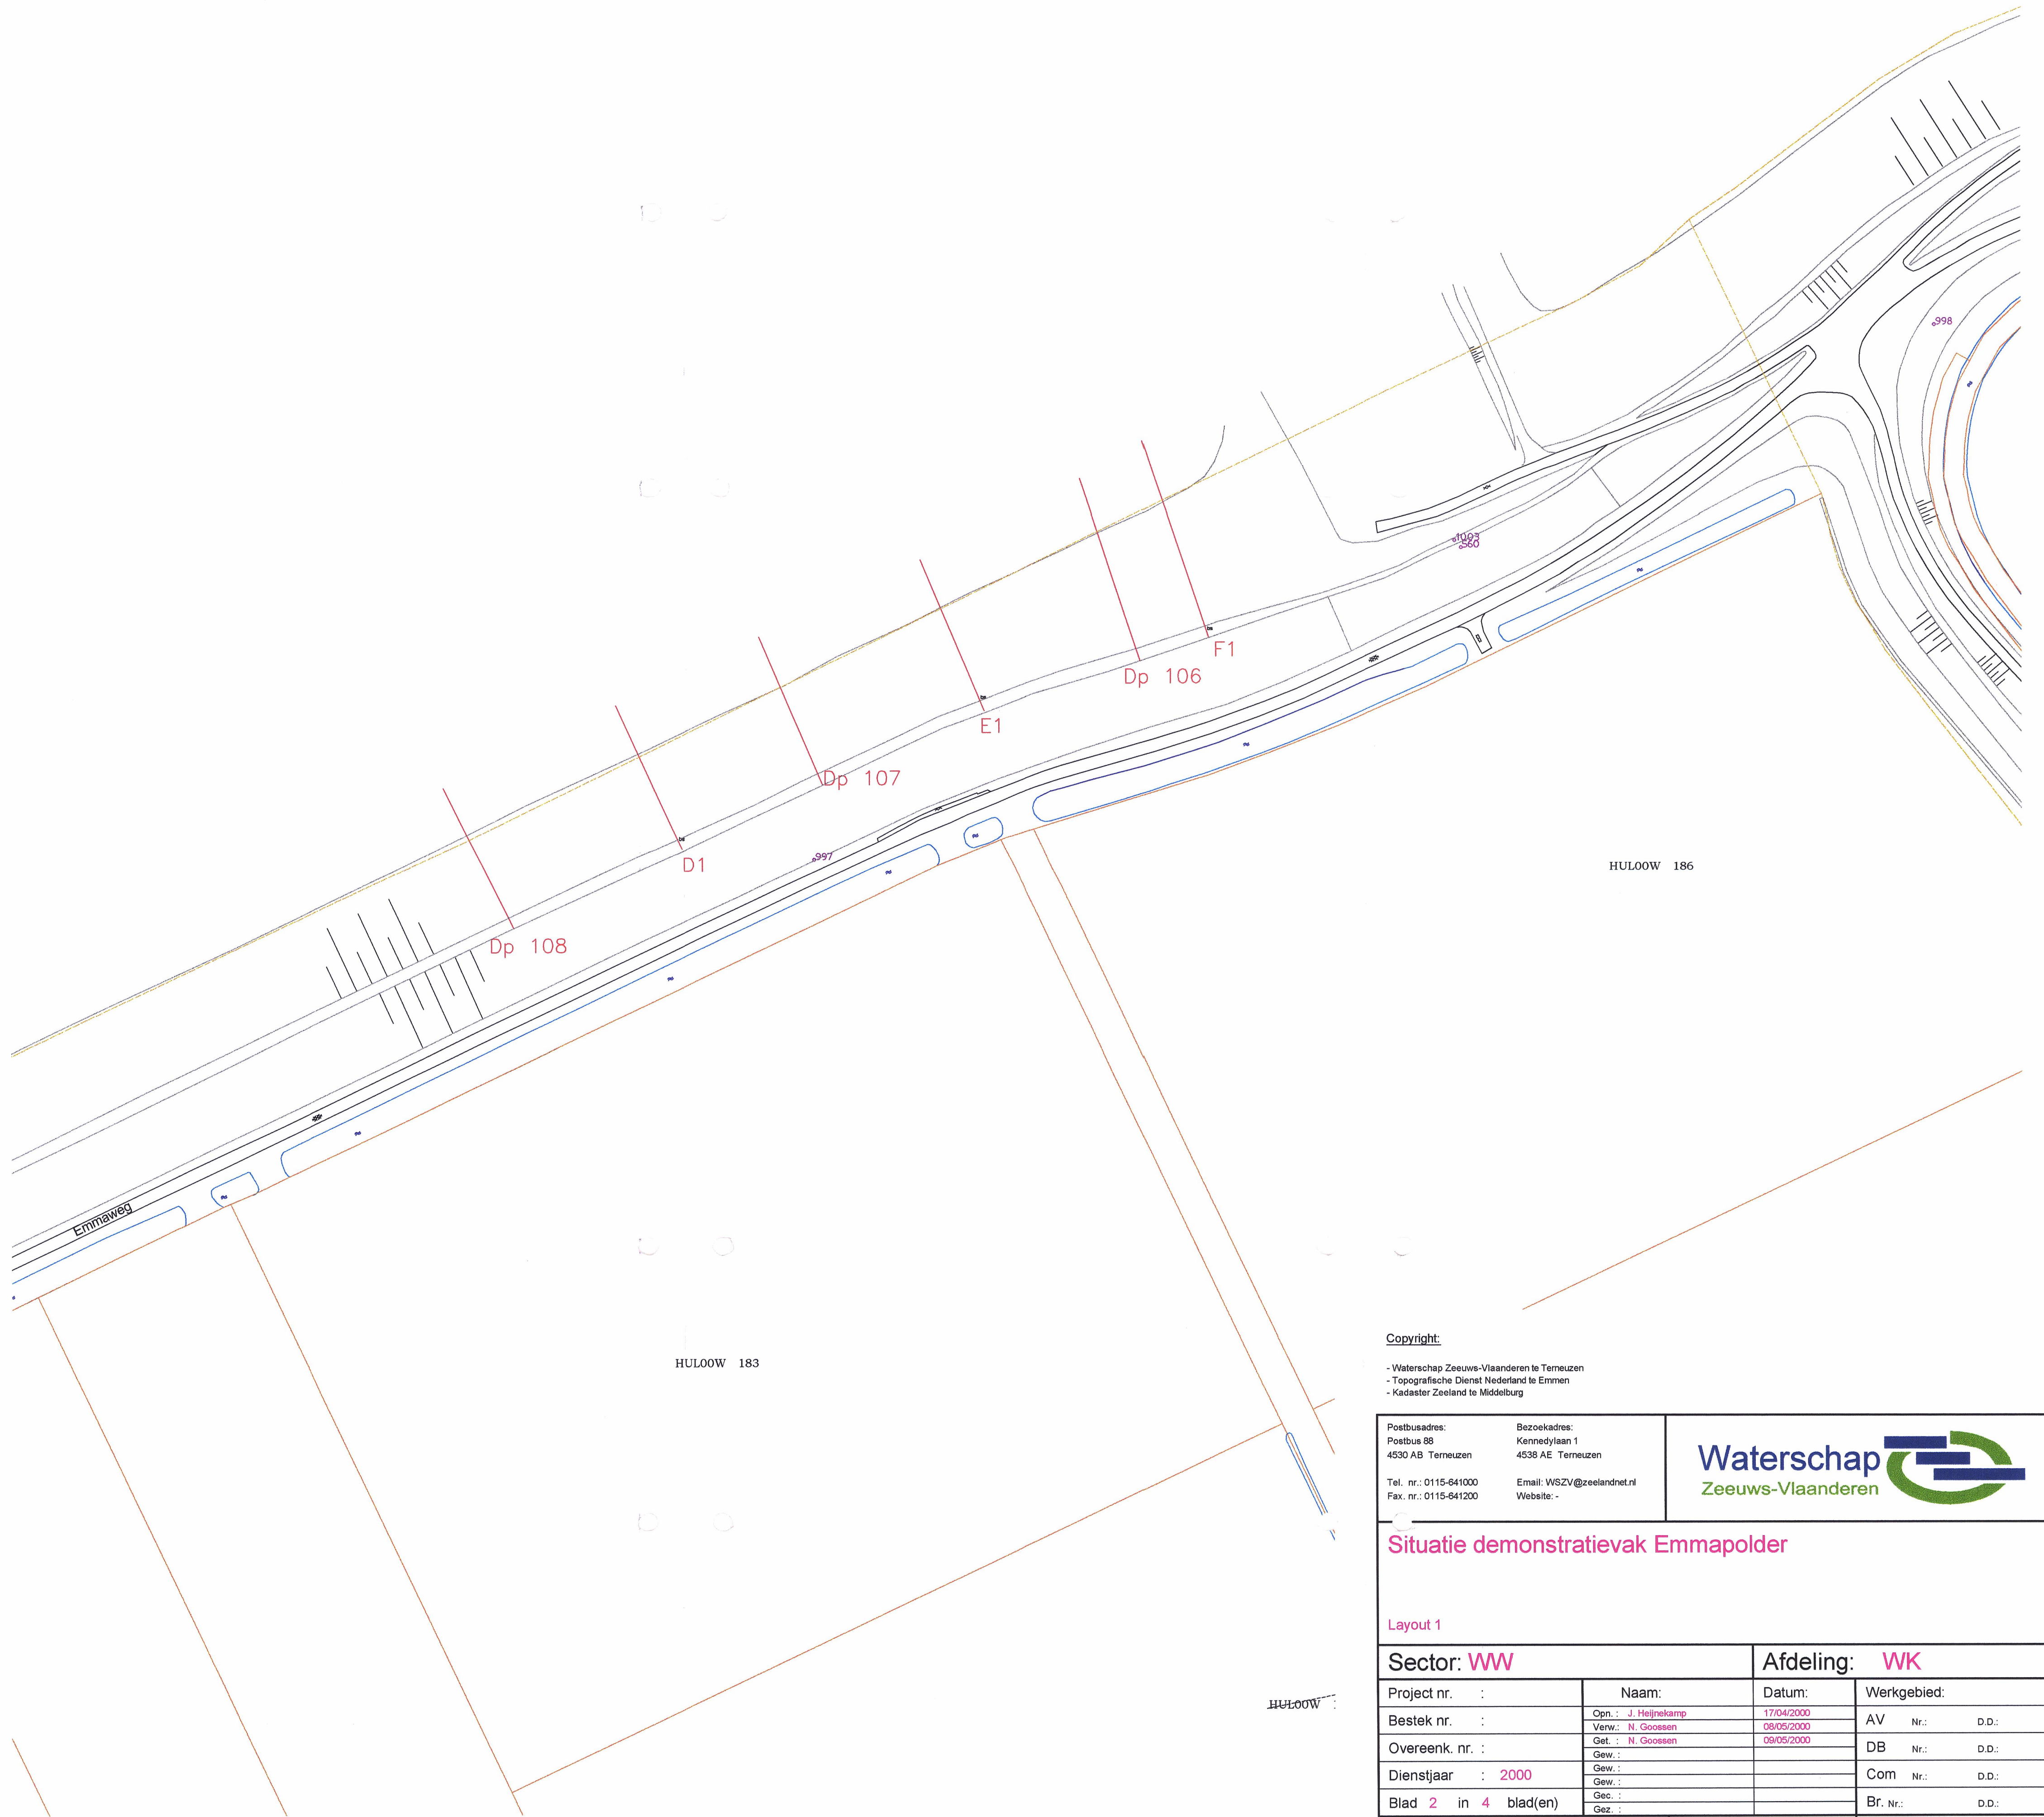 998
1003
560
F1
Dp 106
E1
Dp 107
997
D1
HUL00W 186
Dp 108
Emmaweg
HUL00W 183
HUL00W
Copyright:
- Waterschap Zeeuws-Vlaanderen te Terneuzen
- Topografische Dienst Nederland te Emmen
- Kadaster Zeeland te Middelburg
Postbusadres: Bezoekadres:
Postbus 88 Kennedylaan 1
4530 AB Terneuzen 4538 AE Terneuzen
Tel. nr.: 0115-641000 Email: WSZV@zeelandnet.nl
Fax. nr.: 0115-641200 Website: -
Waterschap
Zeeuws-Vlaanderen
Situatie demonstratievak Emmapolder
Layout 1
Sector: WW Afdeling: WK
Project nr. : Naam: Datum: Werkgebied:
Opn. : J. Heijnekamp 17/04/2000
Bestek nr. : AV Nr.: D.D.:
Verw.: N. Goossen 08/05/2000
Get. : N. Goossen 09/05/2000
Overeenk. nr. : DB Nr.: D.D.:
Gew. :
Gew. :
Dienstjaar : 2000 Com Nr.: D.D.:
Gew. :
Gec. :
Blad 2 in 4 blad(en) Br. Nr.: D.D.:
Gez. :